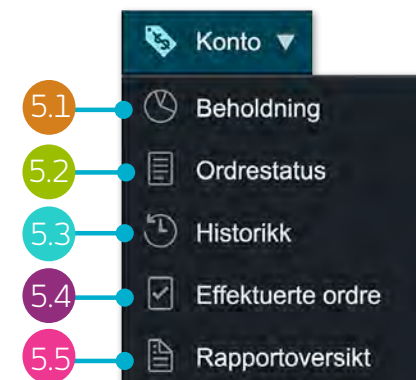 Konto ▼
5.1 Beholdning
5.2 Ordrestatus
5.3 Historikk
5.4 Effektuerte ordre
5.5 Rapportoversikt